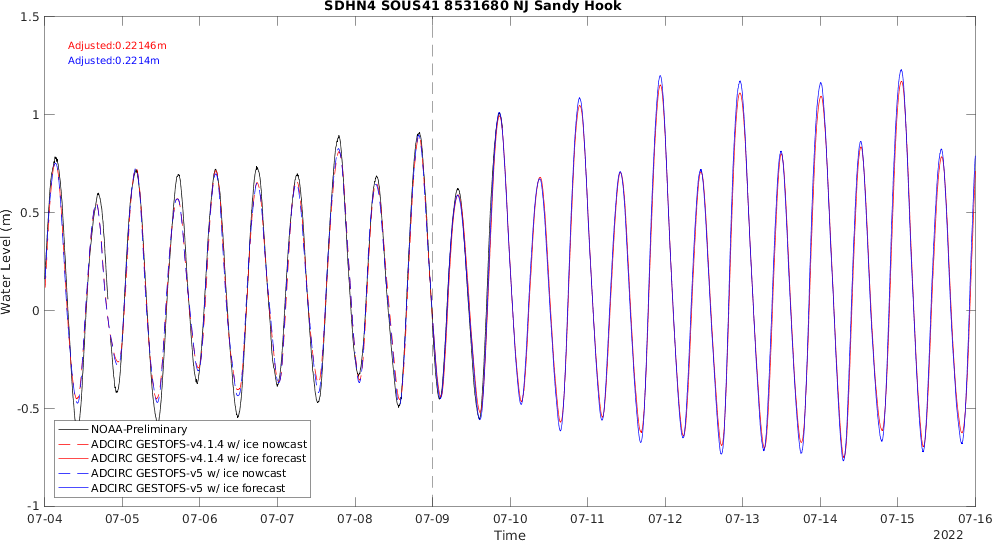 SDHN4 SOUS41 8531680 NJ Sandy Hook
1.5
Adjusted:0.22146m
Adjusted:0.2214m
1
0.5
0
-0.5
-1
Water Level (m)
NOAA-Preliminary
ADCIRC GESTOFS-v4.1.4 w/ ice nowcast
ADCIRC GESTOFS-v4.1.4 w/ ice forecast
ADCIRC GESTOFS-v5 w/ ice nowcast
ADCIRC GESTOFS-v5 w/ ice forecast
07-04 07-05 07-06 07-07 07-08 07-09 07-10 07-11 07-12 07-13 07-14 07-15 07-16
Time
2022